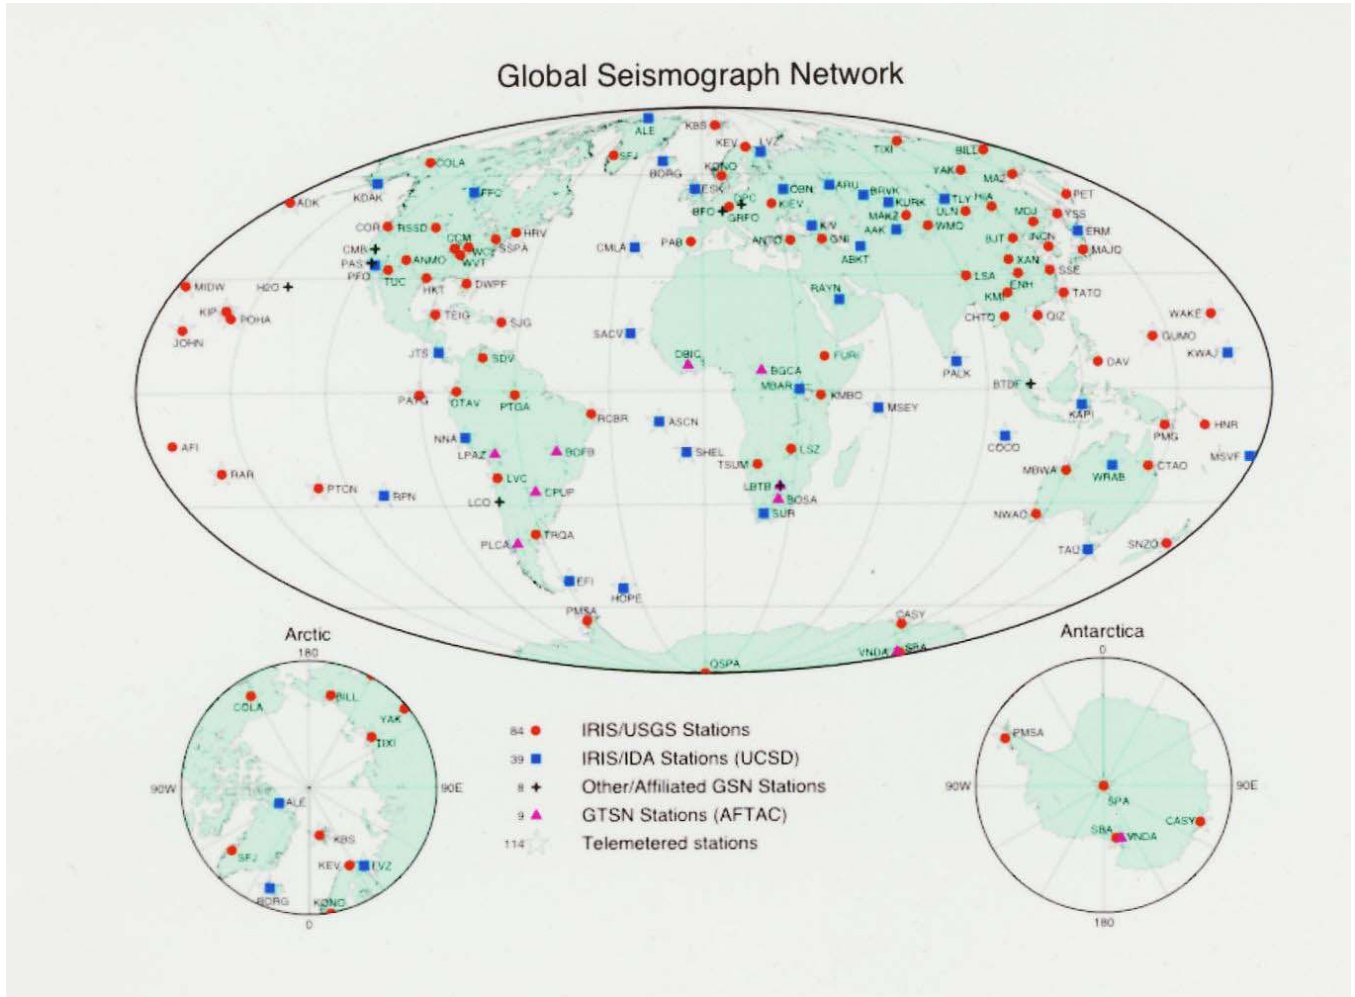 Global Seismograph Network
ALE
KBS
KEV
LVZ
TIXI
BILL
COLA
SFJ
BORG
KONO
YAK
MA2
KDAK
FFC
ESK
OBN
ARU
BRVK
TLY
HIA
PET
ADK
BFO
DPC
GRFO
KIEV
KURK
MAKZ
ULN
MDJ
YSS
COR
RSSD
CCM
HRV
SSPA
WCI
WVT
CMLA
PAB
ANTO
KIV
GNI
AAK
ABKT
WMQ
BJT
INCN
ERM
MAJO
CMB
PAS
PFO
ANMO
TUC
HKT
DWPF
XAN
SSE
LSA
ENH
KMI
TATO
MIDW
H2O
KIP
POHA
JOHN
TEIG
SJG
RAYN
CHTO
QIZ
WAKE
GUMO
KWAJ
SACV
JTS
SDV
DBIC
BGCA
FURI
MBAR
KMBO
PALK
DAV
BTDF
KAPI
PAYG
OTAV
PTGA
RCBR
ASCN
MSEY
COCO
PMG
HNR
MSVF
AFI
RAR
PTCN
RPN
NNA
LPAZ
BDFB
SHEL
TSUM
LSZ
MBWA
WRAB
CTAO
LVC
CPUP
LCO
LBTB
BOSA
SUR
NWAO
TAU
SNZO
PLCA
TRQA
EFI
HOPE
PMSA
CASY
VNDA
SBA
QSPA
Arctic
180
COLA
BILL
YAK
TIXI
90W
90E
ALE
KBS
SFJ
KEV
LVZ
BORG
KONO
0
84 IRIS/USGS Stations
39 IRIS/IDA Stations (UCSD)
8 Other/Affiliated GSN Stations
9 GTSN Stations (AFTAC)
114 Telemetered stations
Antarctica
0
PMSA
90W
90E
SPA
CASY
SBA
VNDA
180